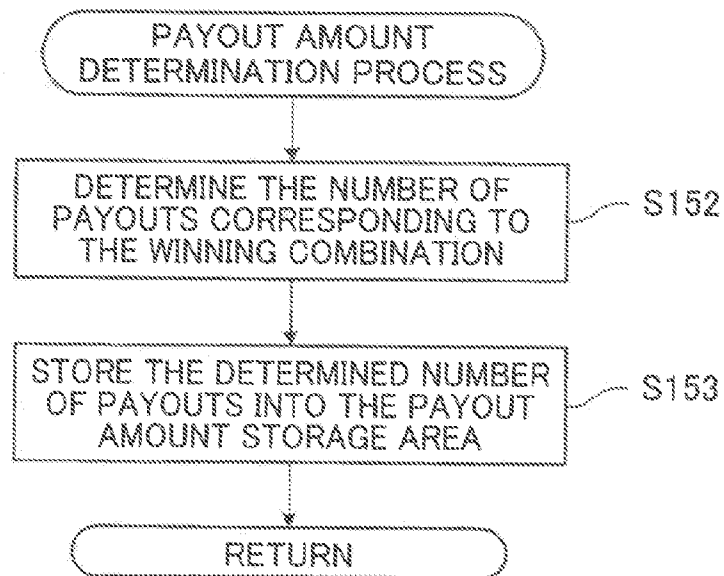 PAYOUT AMOUNT
DETERMINATION PROCESS
DETERMINE THE NUMBER OF
PAYOUTS CORRESPONDING TO
THE WINNING COMBINATION
S152
STORE THE DETERMINED NUMBER
OF PAYOUTS INTO THE PAYOUT
AMOUNT STORAGE AREA
S153
RETURN